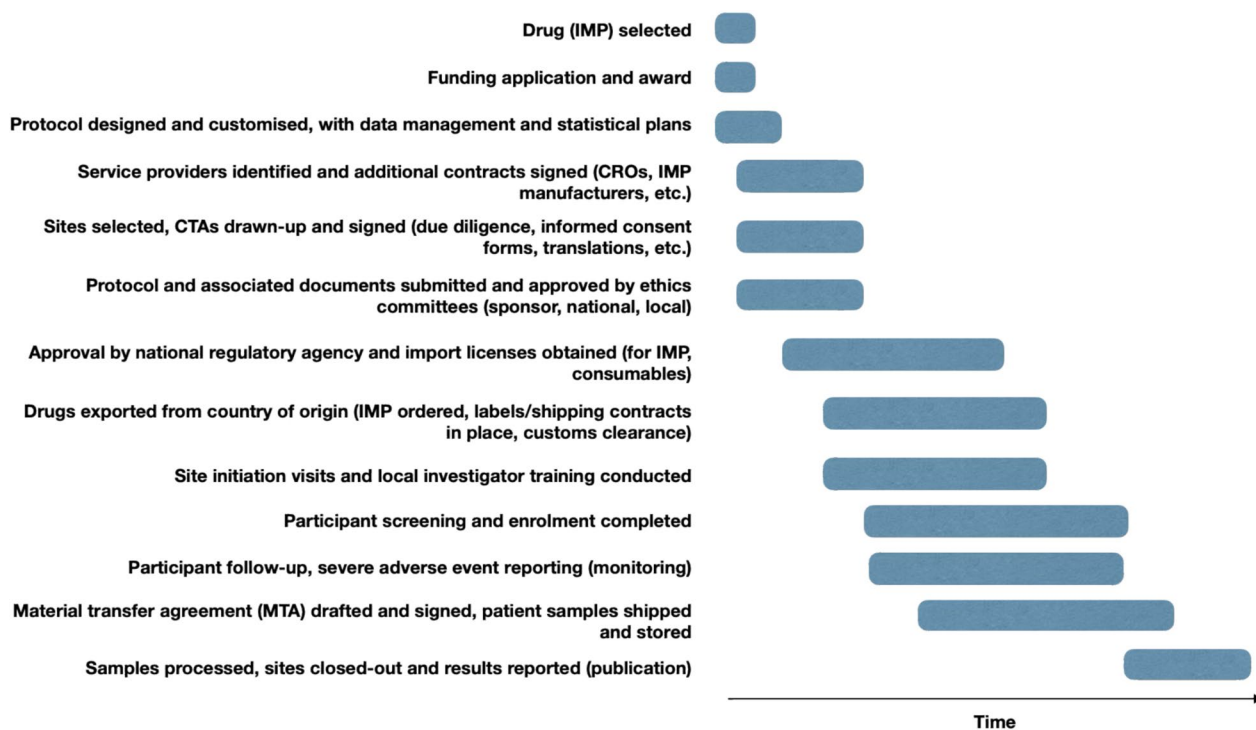 Drug (IMP) selected
Funding application and award
Protocol designed and customised, with data management and statistical plans
Service providers identified and additional contracts signed (CROs, IMP
manufacturers, etc.)
Sites selected, CTAs drawn-up and signed (due diligence, informed consent
forms, translations, etc.)
Protocol and associated documents submitted and approved by ethics
committees (sponsor, national, local)
Approval by national regulatory agency and import licenses obtained (for IMP,
consumables)
Drugs exported from country of origin (IMP ordered, labels/shipping contracts
in place, customs clearance)
Site initiation visits and local investigator training conducted
Participant screening and enrolment completed
Participant follow-up, severe adverse event reporting (monitoring)
Material transfer agreement (MTA) drafted and signed, patient samples shipped
and stored
Samples processed, sites closed-out and results reported (publication)
Time